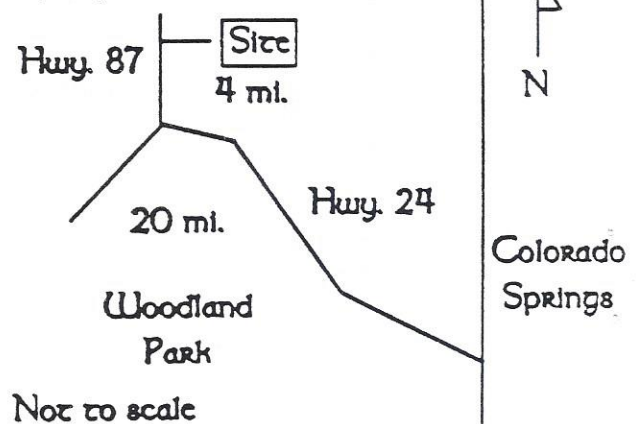 Hwy. 87
Site
4 mi.
N
Hwy. 24
20 mi.
Colorado
Springs
Woodland
Park
Not to scale